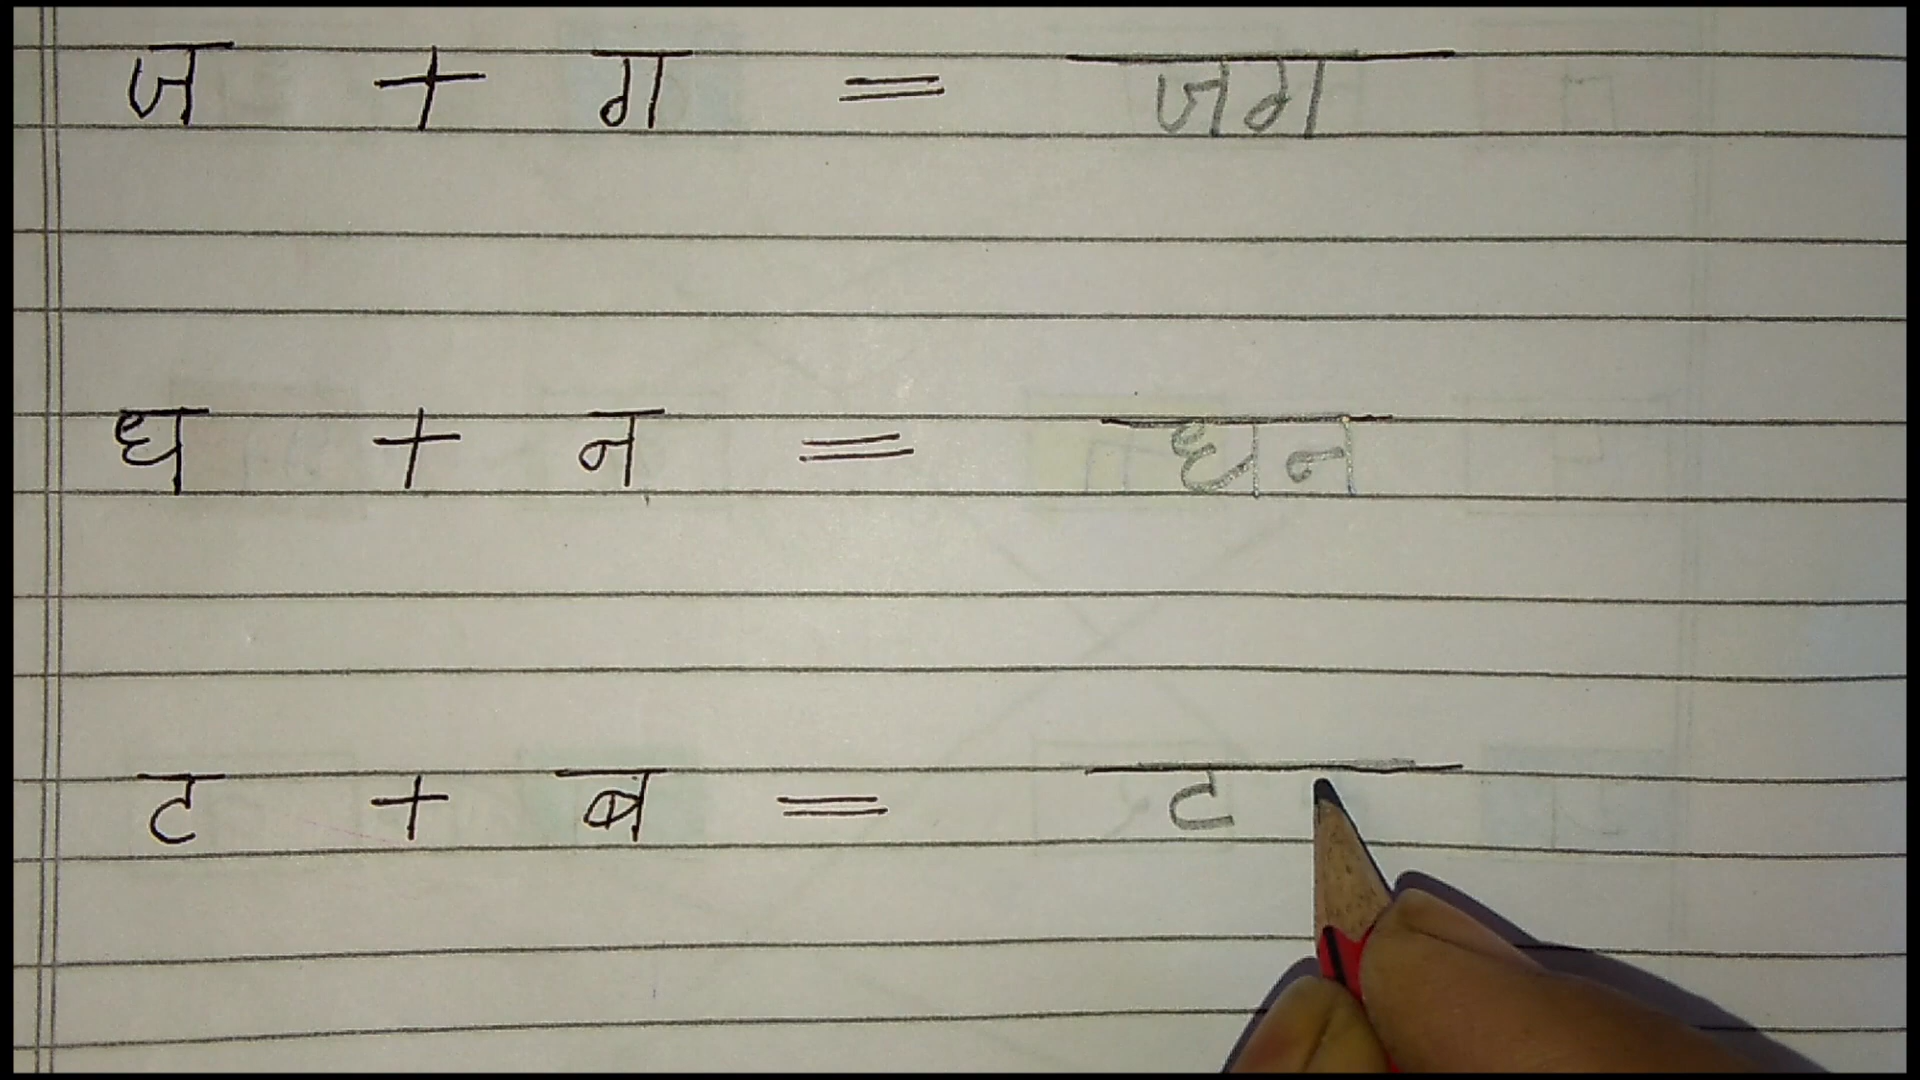 ज + ग = जग
ध + न = धन
ट + ब = ट